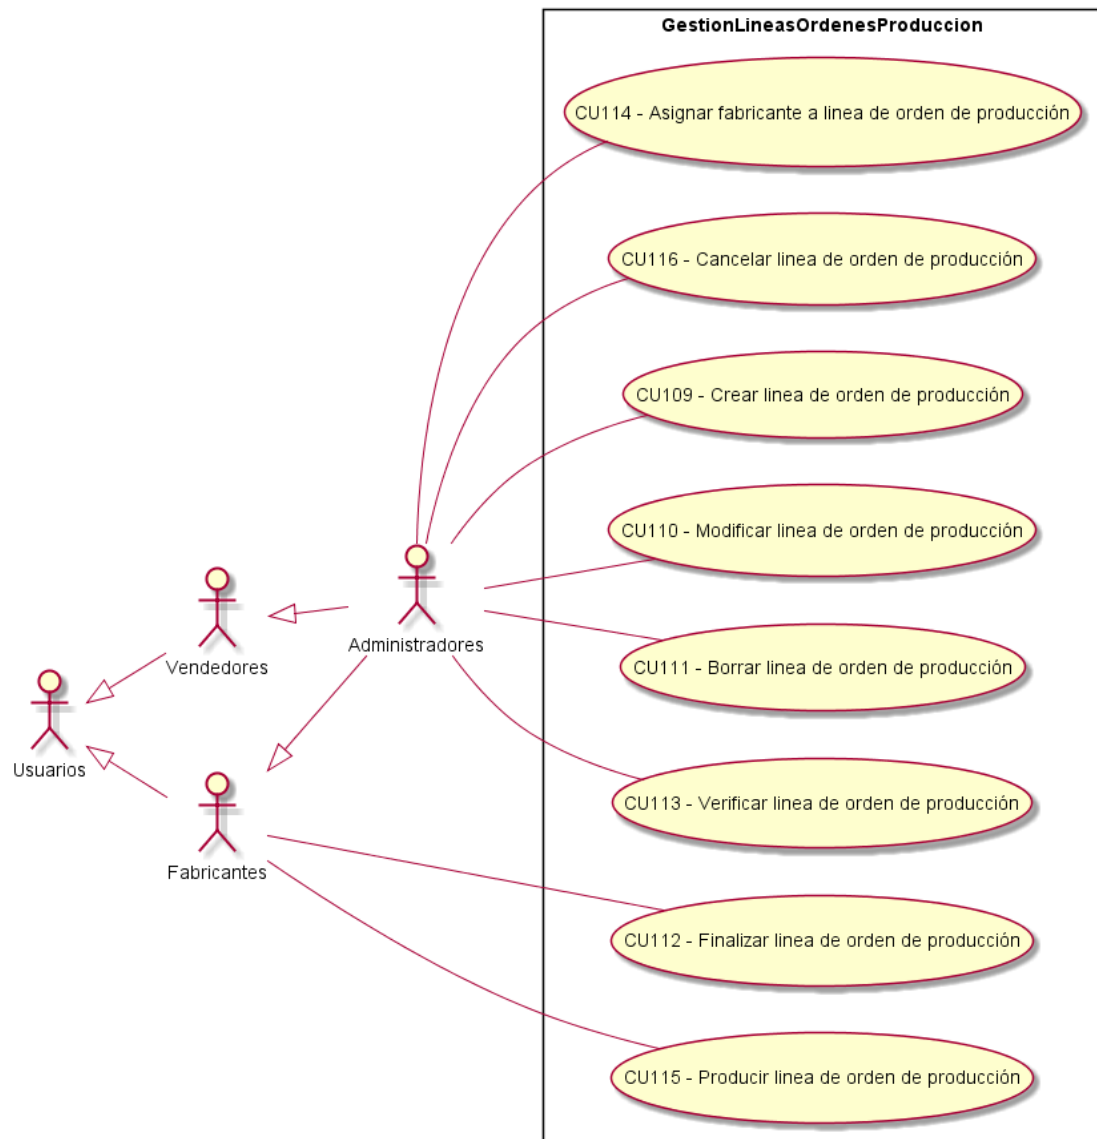 GestionLineasOrdenesProduccion
CU114 - Asignar fabricante a linea de orden de producción
CU116 - Cancelar linea de orden de producción
CU109 - Crear linea de orden de producción
CU110 - Modificar linea de orden de producción
Administradores
Vendedores
CU111 - Borrar linea de orden de producción
Usuarios
CU113 - Verificar linea de orden de producción
Fabricantes
CU112 - Finalizar linea de orden de producción
CU115 - Producir linea de orden de producción